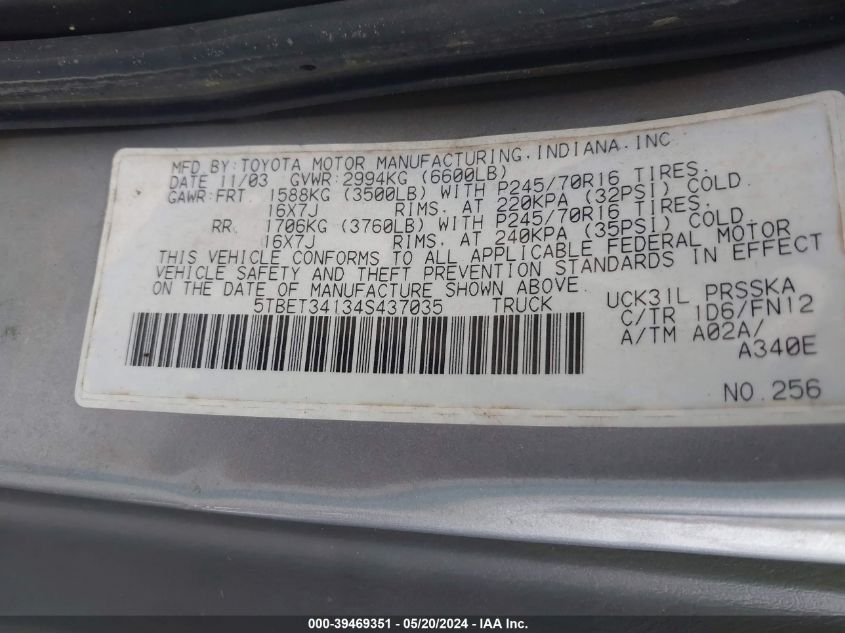 MFD.BY:TOYOTA MOTOR MANUFACTURING.INDIANA.INC
DATE 11/03 GVWR:2994KG (6600LB)
GAWR:FRT. 1588KG (3500LB) WITH P245/70R16 TIRES.
16X7J RIMS. AT 220KPA (32PSI) COLD
RR. 1706KG (3760LB) WITH P245/70R16 TIRES.
16X7J RIMS. AT 240KPA (35PSI) COLD.
THIS VEHICLE CONFORMS TO ALL APPLICABLE FEDERAL MOTOR
VEHICLE SAFETY AND THEFT PREVENTION STANDARDS IN EFFECT
ON THE DATE OF MANUFACTURE SHOWN ABOVE.
5TBET34134S437035 TRUCK
UCK31L PRSSKA
C/TR 1D6/FN12
A/TM A02A/
A340E
NO.256
000-39469351 — 05/20/2024 — IAA Inc.